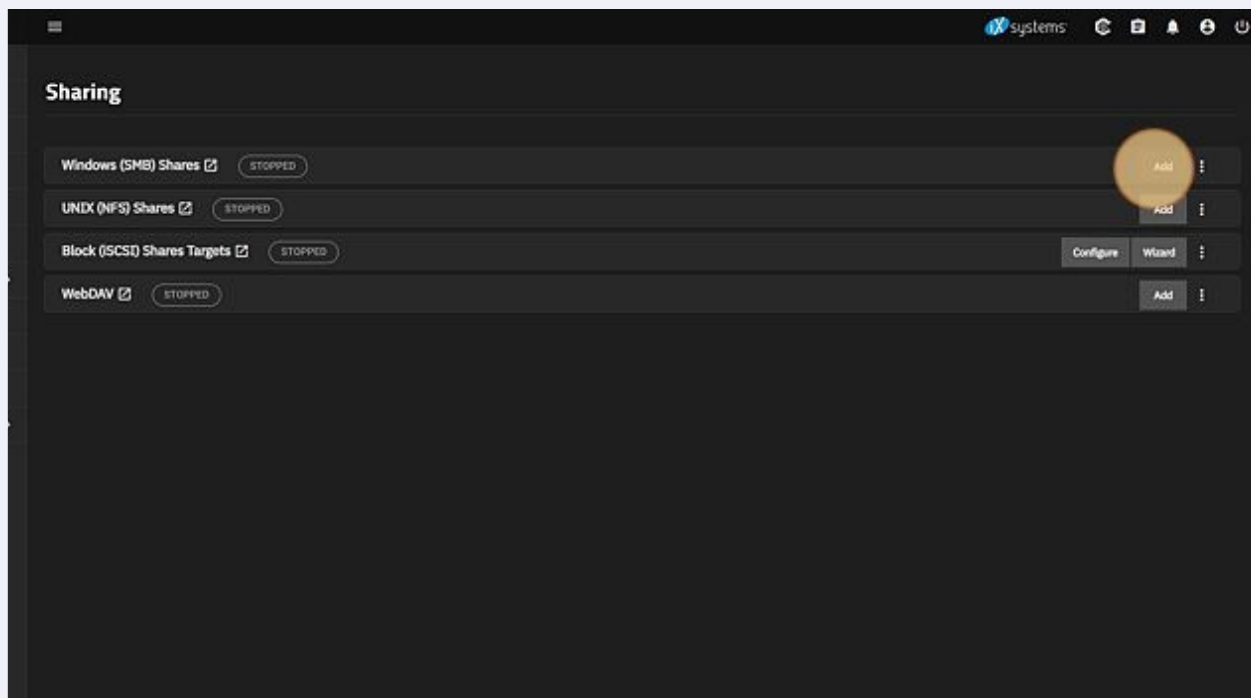 iXsystems
Sharing
Windows (SMB) Shares STOPPED Add
UNIX (NFS) Shares STOPPED Add
Block (iSCSI) Shares Targets STOPPED Configure Wizard
WebDAV STOPPED Add